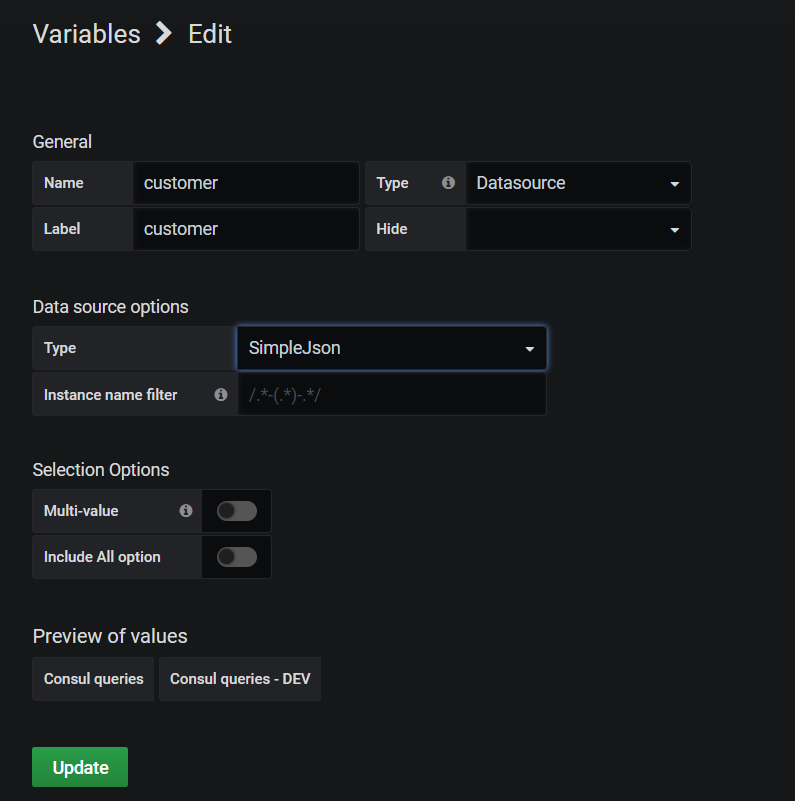 Variables > Edit
General
Name customer Type Datasource
Label customer Hide
Data source options
Type SimpleJson
Instance name filter /.*-(.*)-.*/
Selection Options
Multi-value
Include All option
Preview of values
Consul queries Consul queries - DEV
Update